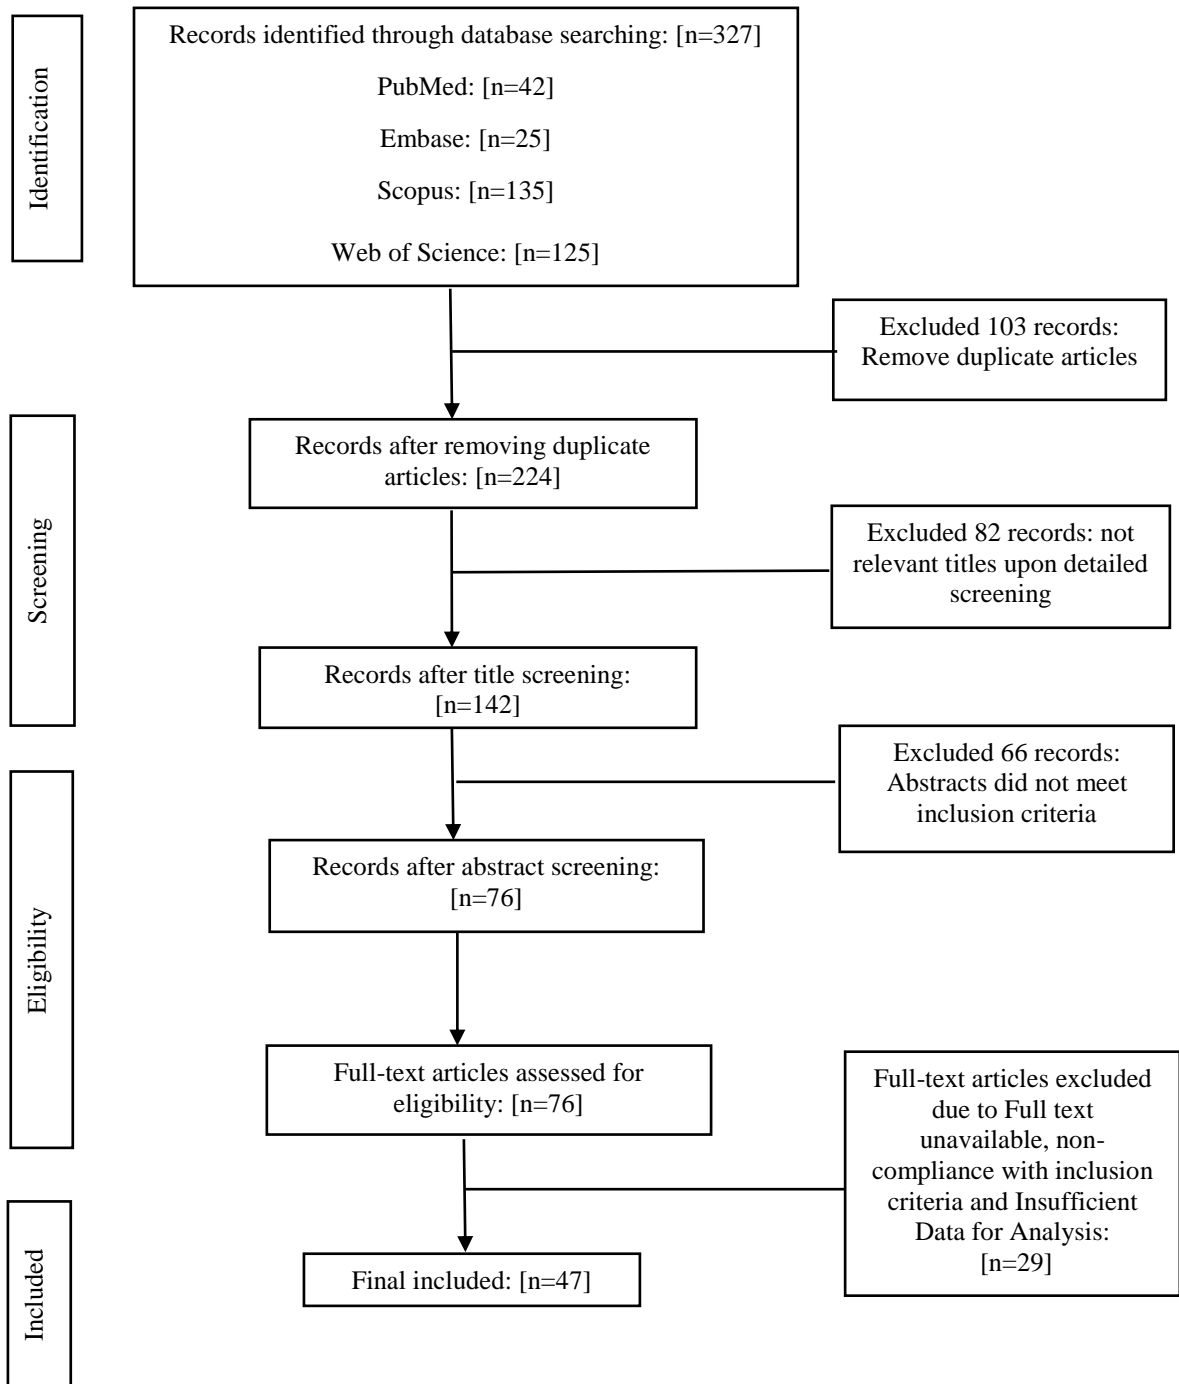 Identification
Records identified through database searching: [n=327]
PubMed: [n=42]
Embase: [n=25]
Scopus: [n=135]
Web of Science: [n=125]
Excluded 103 records:
Remove duplicate articles
Screening
Records after removing duplicate
articles: [n=224]
Excluded 82 records: not
relevant titles upon detailed
screening
Records after title screening:
[n=142]
Excluded 66 records:
Abstracts did not meet
inclusion criteria
Eligibility
Records after abstract screening:
[n=76]
Full-text articles assessed for
eligibility: [n=76]
Full-text articles excluded
due to Full text
unavailable, non-
compliance with inclusion
criteria and Insufficient
Data for Analysis:
[n=29]
Included
Final included: [n=47]